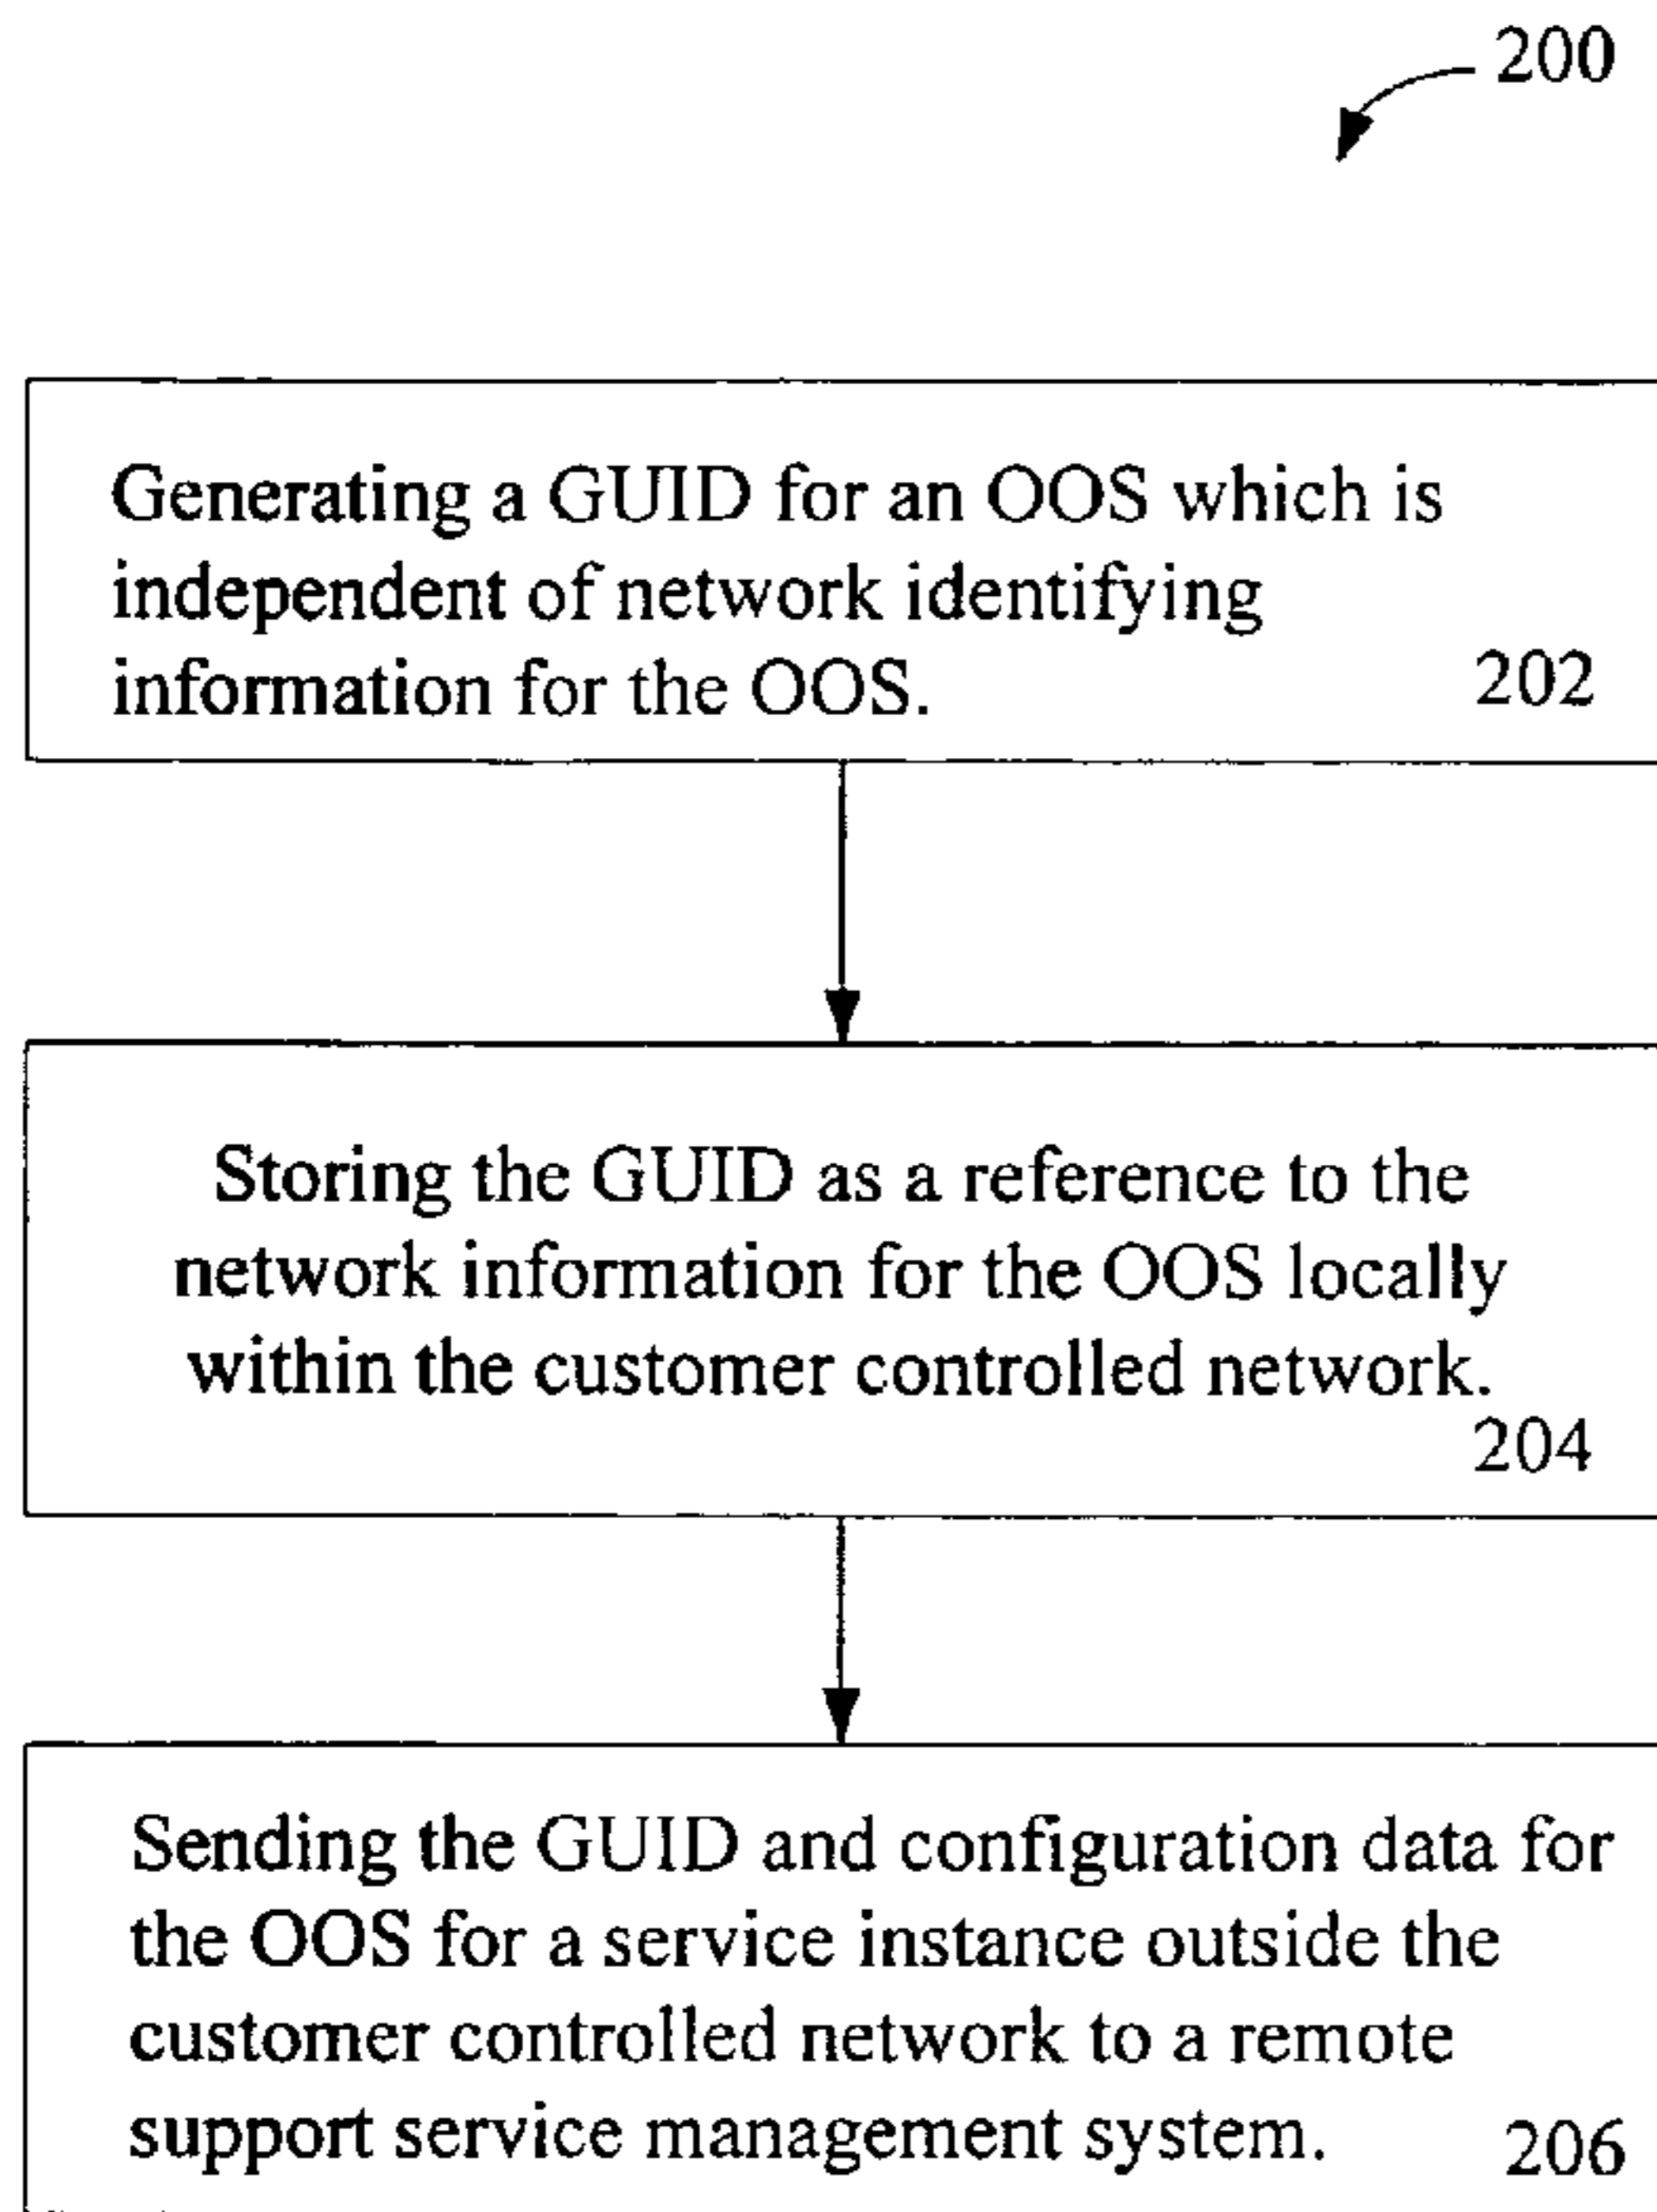 200
Generating a GUID for an OOS which is
independent of network identifying
information for the OOS.
202
Storing the GUID as a reference to the
network information for the OOS locally
within the customer controlled network.
204
Sending the GUID and configuration data for
the OOS for a service instance outside the
customer controlled network to a remote
support service management system.
206